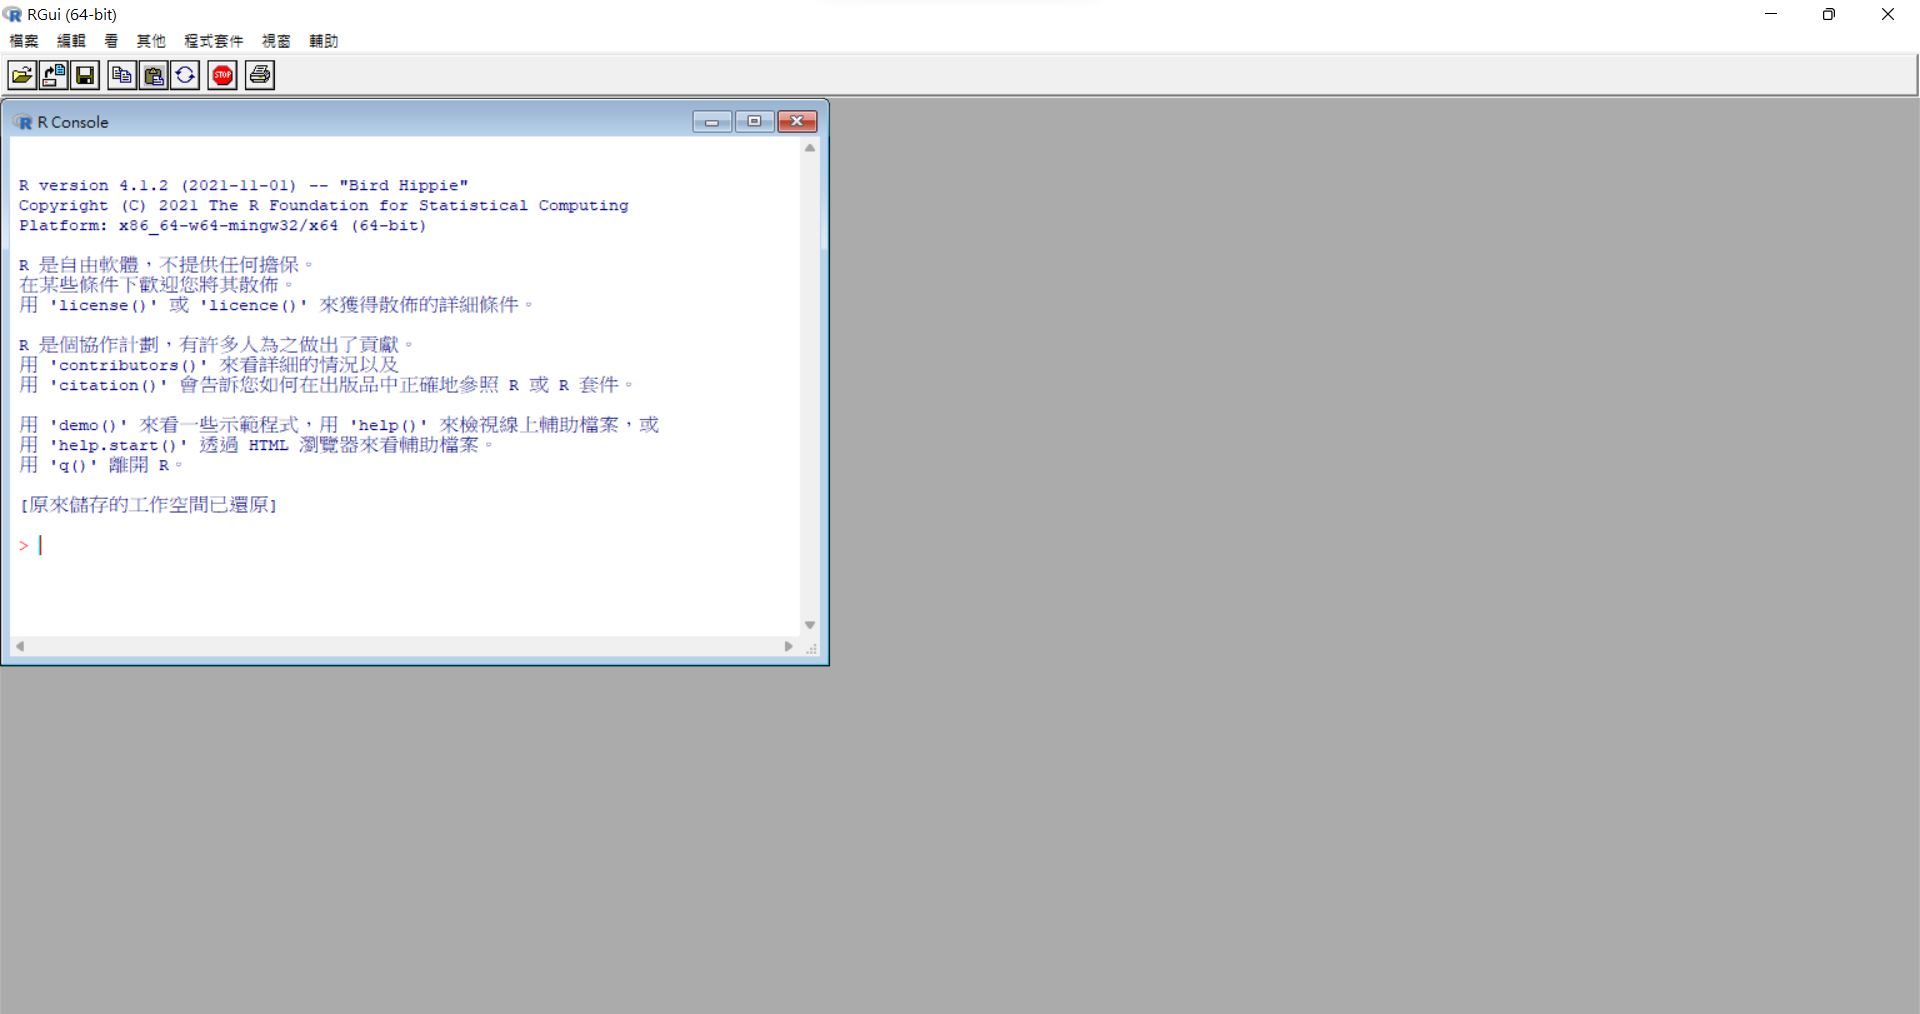 RGui (64-bit)
檔案 編輯 看 其他 程式套件 視窗 輔助
STOP
R Console
R version 4.1.2 (2021-11-01) -- "Bird Hippie"
Copyright (C) 2021 The R Foundation for Statistical Computing
Platform: x86_64-w64-mingw32/x64 (64-bit)
R 是自由軟體，不提供任何擔保。
在某些條件下歡迎您將其散佈。
用 'license()' 或 'licence()' 來獲得散佈的詳細條件。
R 是個協作計劃，有許多人為之做出了貢獻。
用 'contributors()' 來看詳細的情況以及
用 'citation()' 會告訴您如何在出版品中正確地參照 R 或 R 套件。
用 'demo()' 來看一些示範程式，用 'help()' 來檢視線上輔助檔案，或
用 'help.start()' 透過 HTML 瀏覽器來看輔助檔案。
用 'q()' 離開 R。
[原來儲存的工作空間已還原]
>